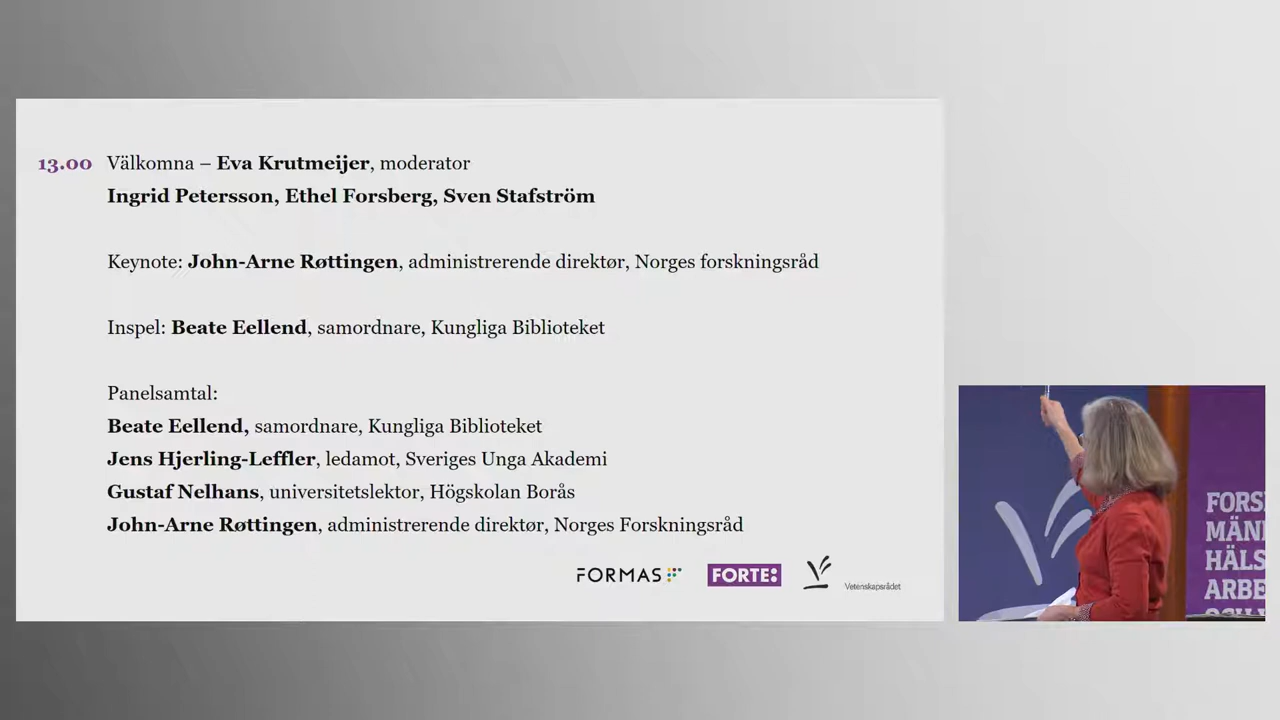 13.00 Välkomna – Eva Krutmeijer, moderator
Ingrid Petersson, Ethel Forsberg, Sven Stafström
Keynote: John-Arne Røttingen, administrerende direktør, Norges forskningsråd
Inspel: Beate Eellend, samordnare, Kungliga Biblioteket
Panelsamtal:
Beate Eellend, samordnare, Kungliga Biblioteket
Jens Hjerling-Leffler, ledamot, Sveriges Unga Akademi
Gustaf Nelhans, universitetslektor, Högskolan Borås
John-Arne Røttingen, administrerende direktør, Norges Forskningsråd
FORMAS
FORTE:
Vetenskapsrådet
FORS
MÄN
HÄLS
ARBE